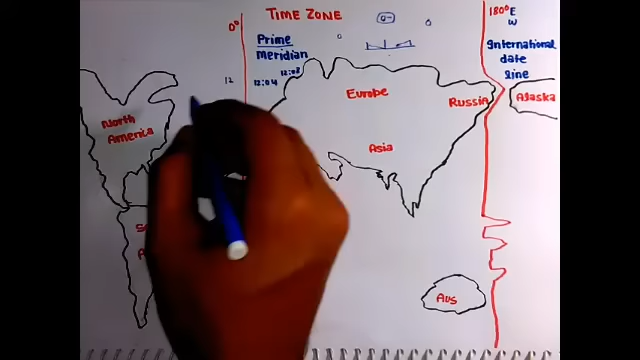 TIME ZONE
0°
Prime
Meridian
180° E
W
International
date
line
12
12:04
12:08
Europe
Russia
Alaska
North
America
Asia
Aus